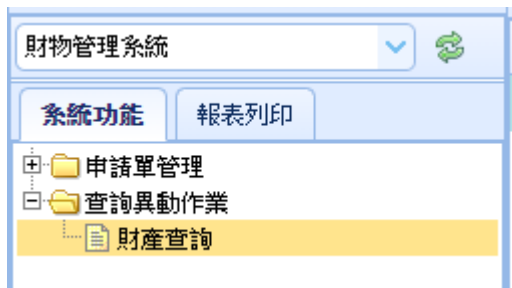 財物管理系統
系統功能 報表列印
申請單管理
查詢異動作業
財產查詢